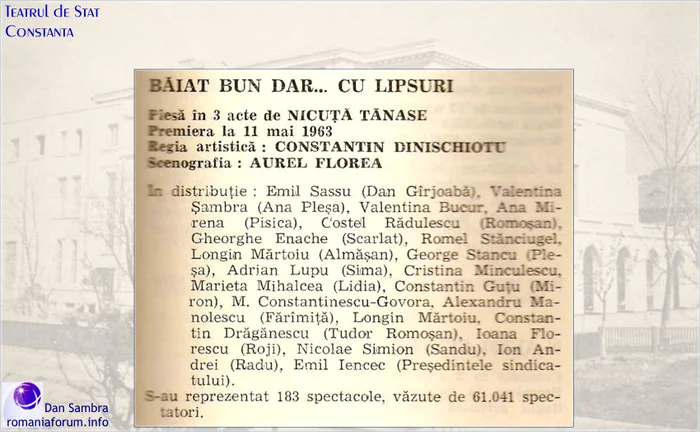 Teatrul de Stat
Constanta
BĂIAT BUN DAR... CU LIPSURI
Piesă în 3 acte de NICUȚĂ TĂNASE
Premiera la 11 mai 1963
Regia artistică : CONSTANTIN DINISCHIOTU
Scenografia : AUREL FLOREA
In distribuție : Emil Sassu (Dan Gîrjoabă), Valentina
Șambra (Ana Pleșa), Valentina Bucur, Ana Mi-
rena (Pisica), Costel Rădulescu (Romoșan),
Gheorghe Enache (Scarlat), Romel Stănciugel,
Longin Mărtoiu (Almășan), George Stancu (Ple-
șa), Adrian Lupu (Sima), Cristina Minculescu,
Marieta Mihalcea (Lidia), Constantin Guțu (Mi-
ron), M. Constantinescu-Govora, Alexandru Ma-
nolescu (Fărîmiță), Longin Mărtoiu, Constan-
tin Drăgănescu (Tudor Romoșan), Ioana Flo-
rescu (Roji), Nicolae Simion (Sandu), Ion An-
drei (Radu), Emil Iencec (Președintele sindica-
tului).
S-au reprezentat 183 spectacole, văzute de 61.041 spec-
tatori.
Dan Sambra
romaniaforum.info